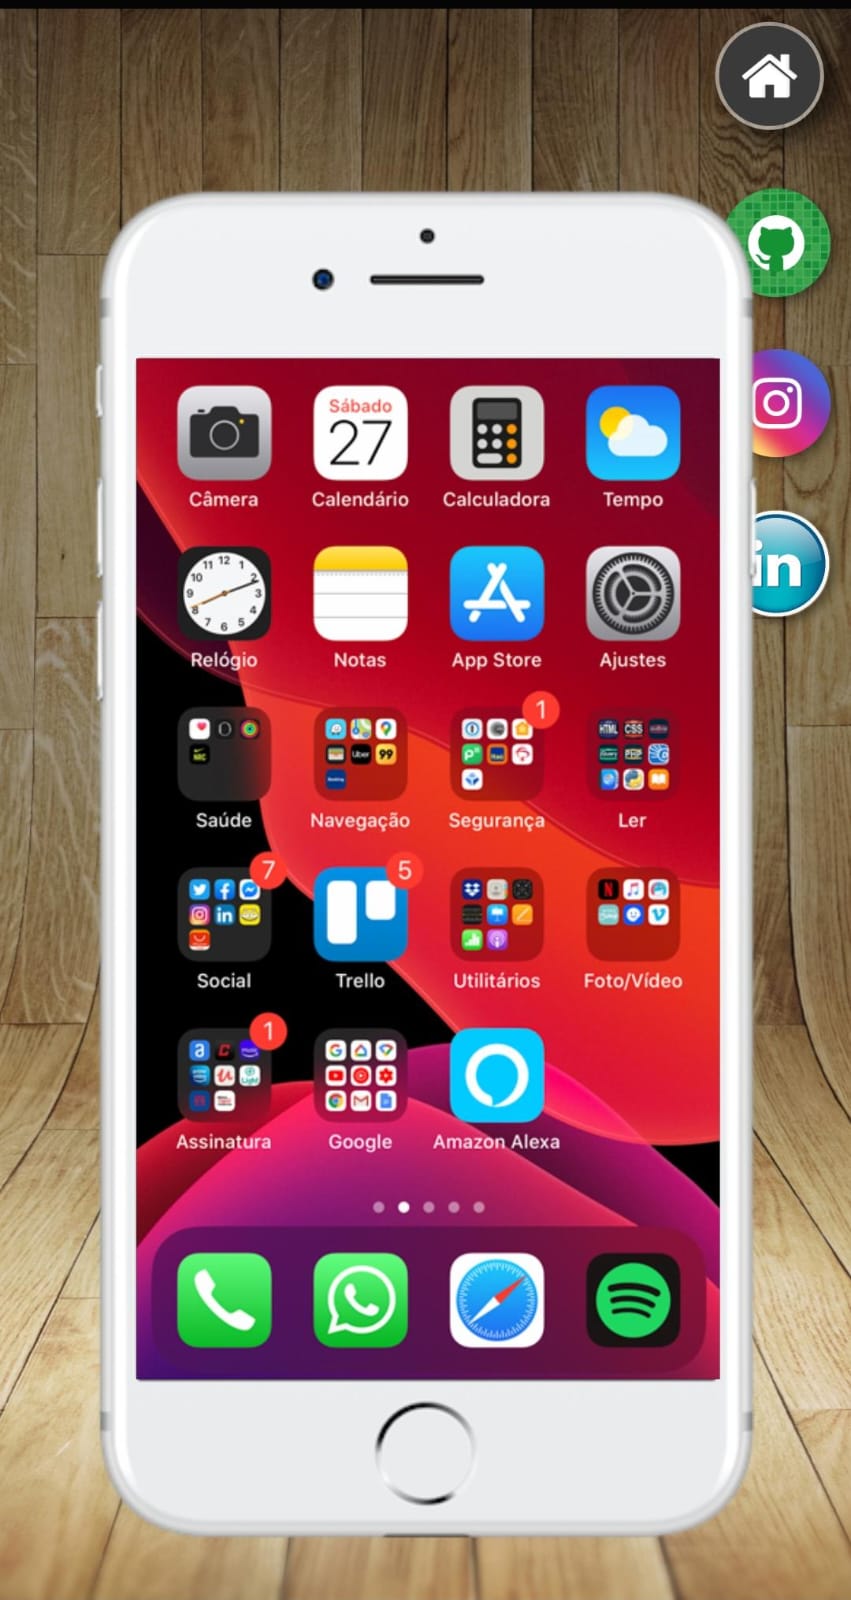 Sábado
27
Câmera
Calendário
Calculadora
Tempo
Relógio
Notas
App Store
Ajustes
1
Saúde
Navegação
Segurança
Ler
7
5
Social
Trello
Utilitários
Foto/Vídeo
1
Assinatura
Google
Amazon Alexa
in